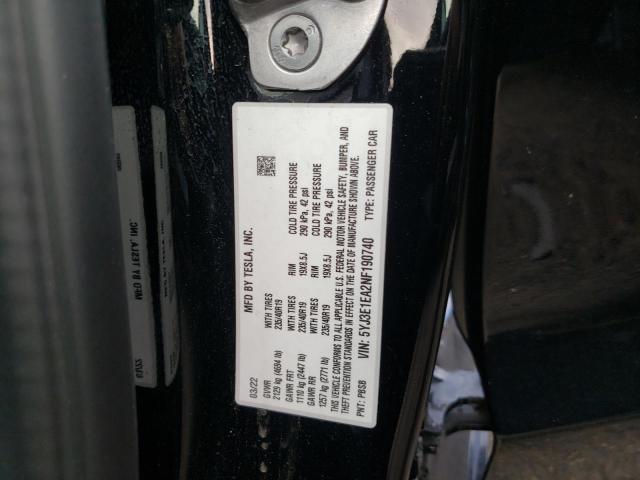 MFD BY TESLA, INC.
03/22
GVWR
2129 kg (4694 lb)
GAWR FRT WITH TIRES RIM COLD TIRE PRESSURE
1110 kg (2447 lb) 235/40R19 19X8.5J 290 kPa, 42 psi
GAWR RR WITH TIRES RIM COLD TIRE PRESSURE
1257 kg (2771 lb) 235/40R19 19X8.5J 290 kPa, 42 psi
THIS VEHICLE CONFORMS TO ALL APPLICABLE U.S. FEDERAL MOTOR VEHICLE SAFETY, BUMPER, AND
THEFT PREVENTION STANDARDS IN EFFECT ON THE DATE OF MANUFACTURE SHOWN ABOVE.
VIN: 5YJ3E1EA2NF190740
PNT: PBSB TYPE: PASSENGER CAR
MFD BY TESLA, INC.
03/22